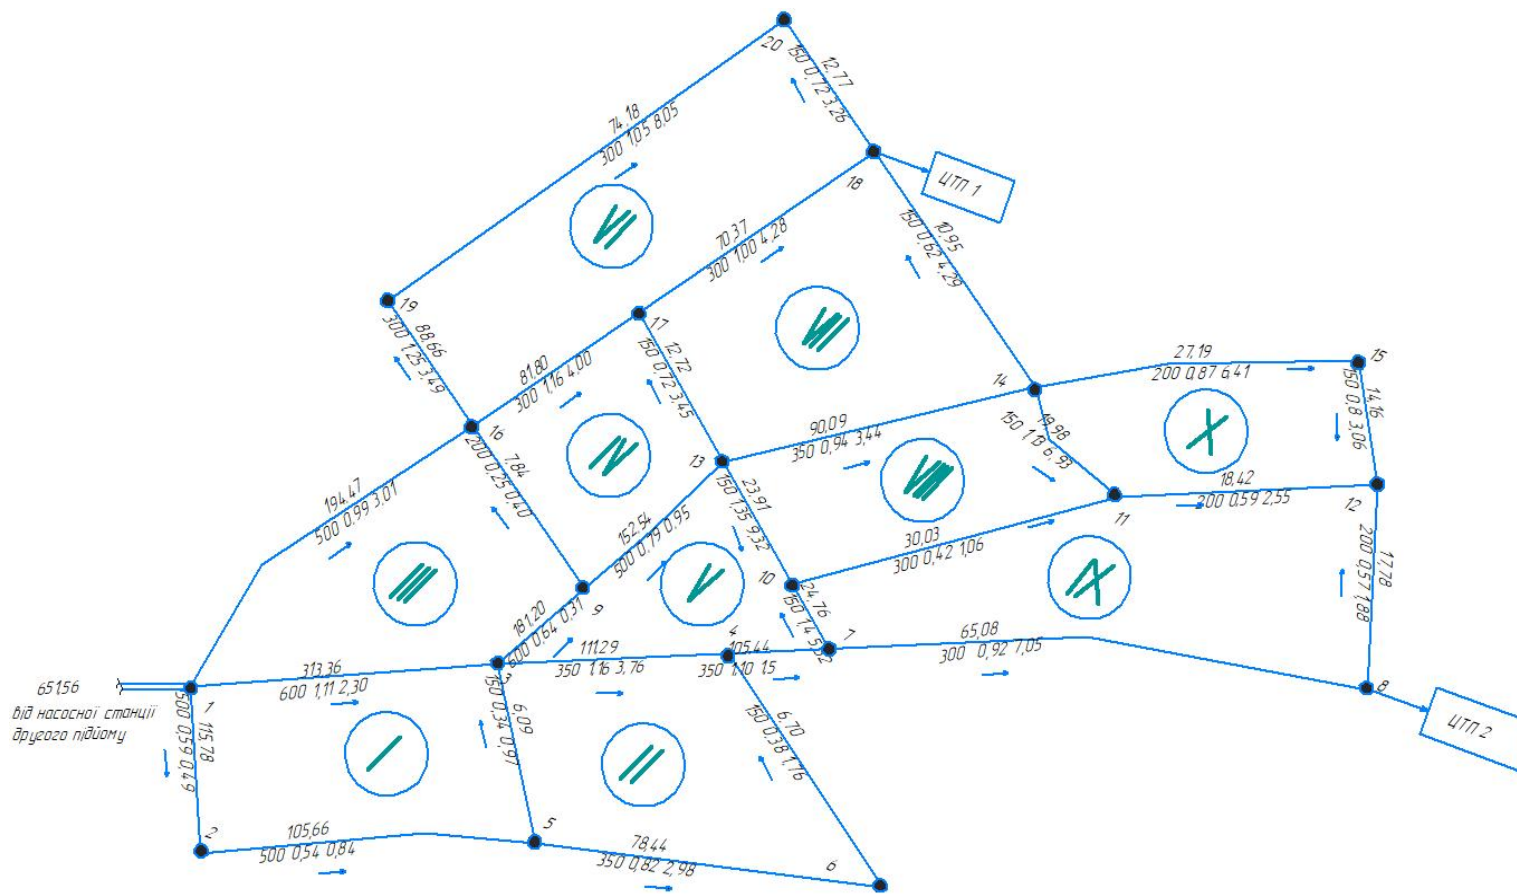 20
12,77
150 0,72 3,26
74,18
300 1,05 8,05
18
ЦТП 1
70,37
300 1,00 4,28
10,95
150 0,62 4,29
VI
19
88,66
300 1,25 3,49
17
12,72
150 0,72 3,45
VII
81,80
300 1,16 4,00
27,19
200 0,87 6,41
15
14,16
150 0,8 3,06
14
19,98
150 1,13 6,93
X
16
7,84
200 0,25 0,40
IV
13
90,09
350 0,94 3,44
VIII
18,42
200 0,59 2,55
12
11
194,47
500 0,99 3,01
152,54
500 0,79 0,95
23,91
150 1,35 9,32
30,03
300 0,42 1,06
17,78
200 0,57 1,88
III
V
IX
10
24,76
150 1,4 5,52
9
181,20
600 0,64 0,31
4
7
111,29
350 1,16 3,76
105,44
350 1,10 1,5
65,08
300 0,92 7,05
8
ЦТП 2
651,56
від насосної станції
другого підйому
1
313,36
600 1,11 2,30
3
6,09
150 0,34 0,97
6,70
150 0,38 1,76
115,78
500 0,59 0,49
I
II
2
105,66
500 0,54 0,84
5
78,44
350 0,82 2,98
6